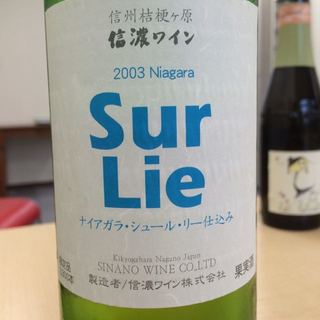 信州桔梗ヶ原
信濃ワイン
2003 Niagara
Sur
Lie
ナイアガラ・シュール・リー仕込み
Kikyogahara Nagano Japan
SINANO WINE CO.,LTD
製造者/信濃ワイン株式会社
果実酒